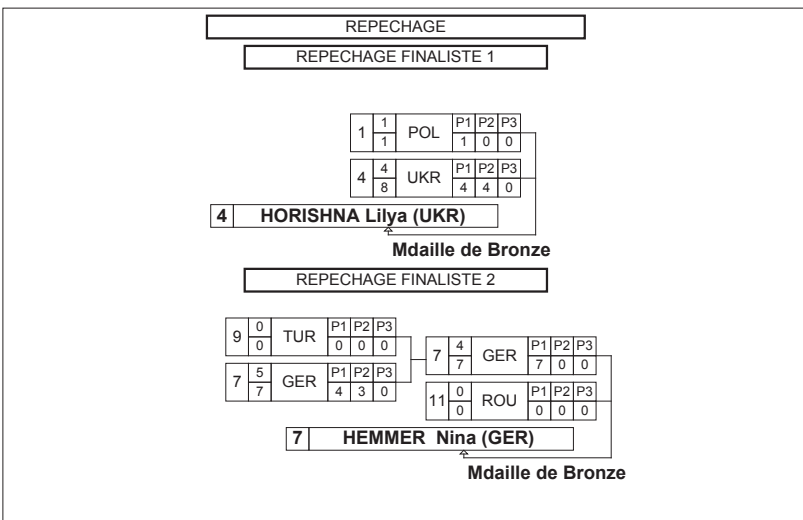 REPECHAGE
REPECHAGE FINALISTE 1
1 1 POL P1 P2 P3
1 1 0 0
4 4 UKR P1 P2 P3
8 4 4 0
4 HORISHNA Lilya (UKR)
Mdaille de Bronze
REPECHAGE FINALISTE 2
9 0 TUR P1 P2 P3
0 0 0 0
7 5 GER P1 P2 P3
7 4 3 0
7 4 GER P1 P2 P3
7 7 0 0
11 0 ROU P1 P2 P3
0 0 0 0
7 HEMMER Nina (GER)
Mdaille de Bronze